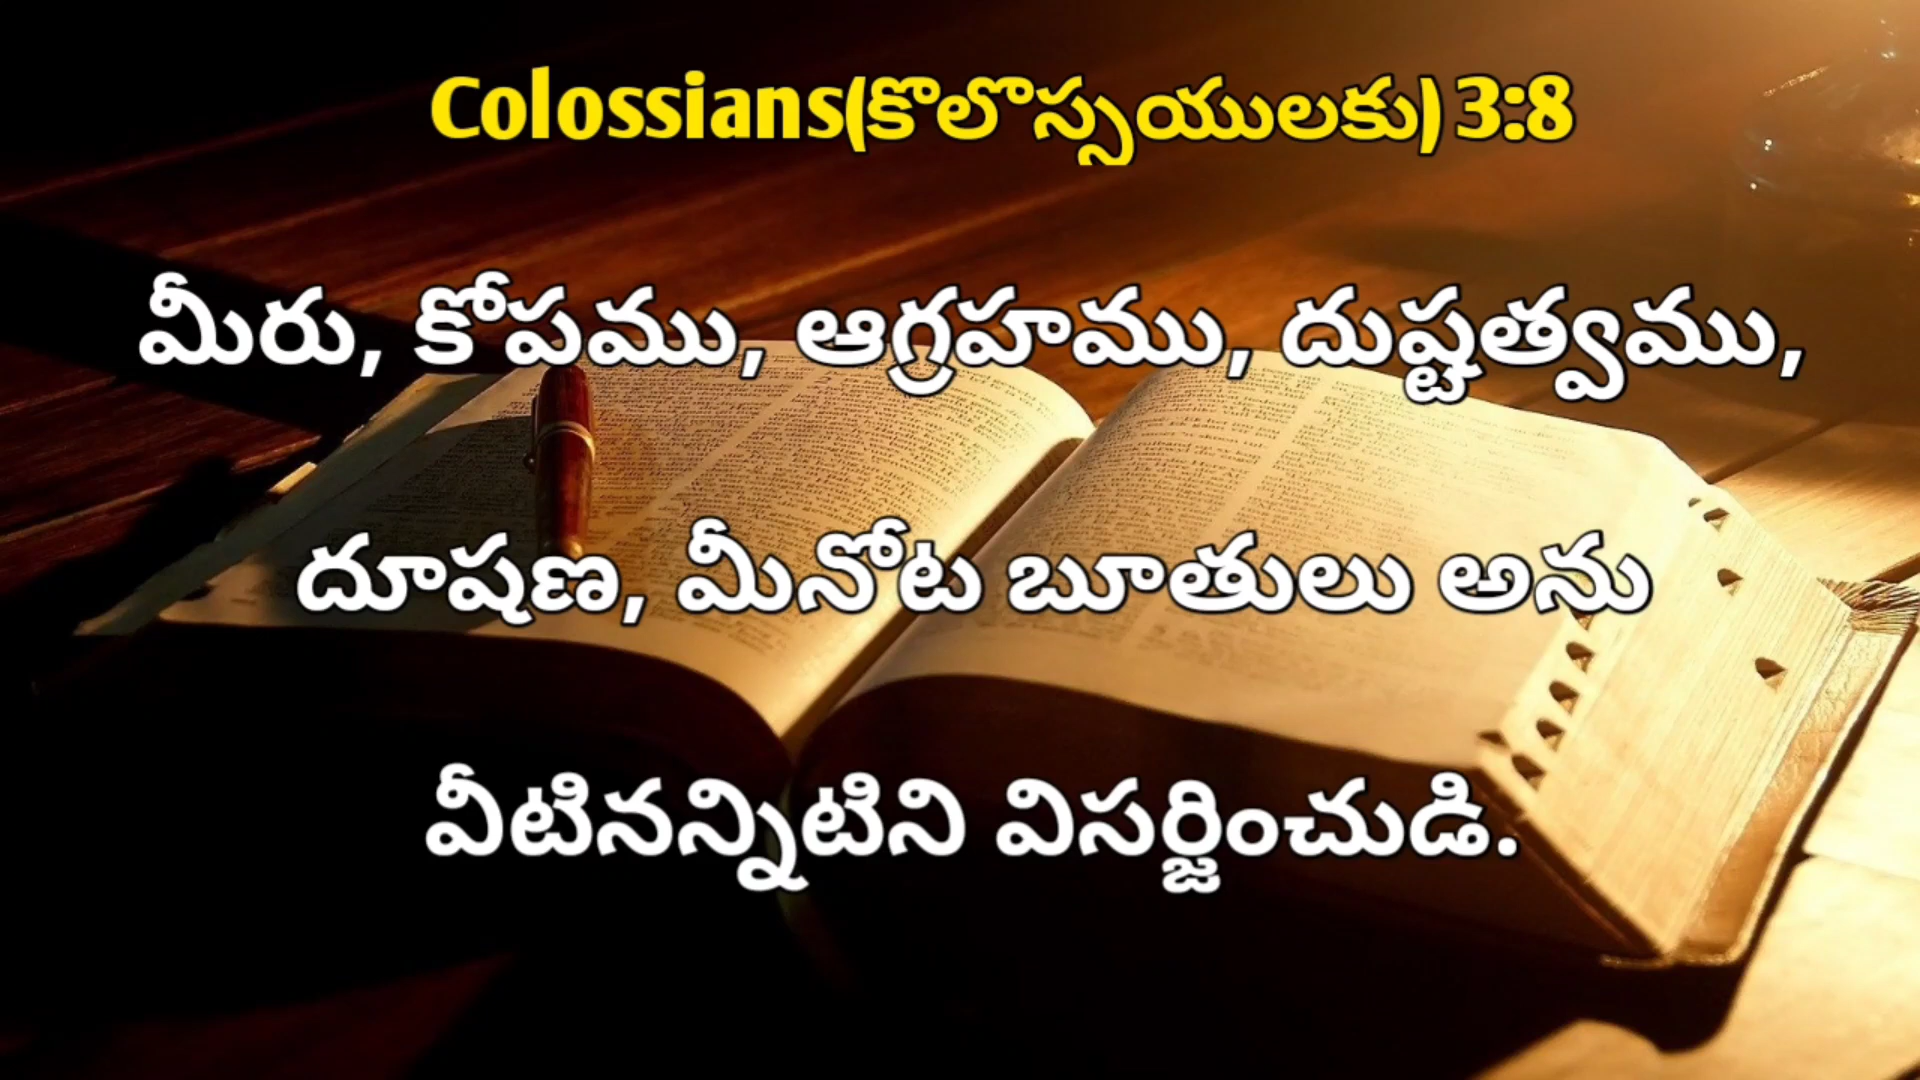 Colossians(కొలొస్సయులకు) 3:8
మీరు, కోపము, ఆగ్రహము, దుష్టత్వము,
దూషణ, మీనోట బూతులు అను
వీటినన్నిటిని విసర్జించుడి.